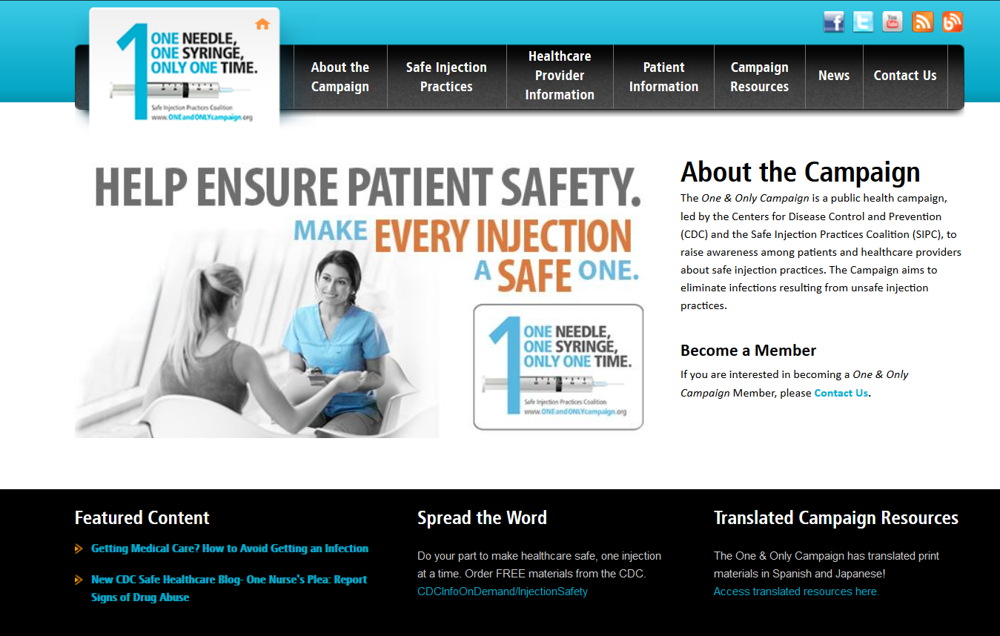 ONE NEEDLE,
ONE SYRINGE,
ONLY ONE TIME.
Safe Injection Practices Coalition
www.ONEandONLYcampaign.org
About the
Campaign
Safe Injection
Practices
Healthcare
Provider
Information
Patient
Information
Campaign
Resources
News
Contact Us
You
Tube
HELP ENSURE PATIENT SAFETY.
MAKE EVERY INJECTION
A SAFE ONE.
1 ONE NEEDLE,
ONE SYRINGE,
ONLY ONE TIME.
Safe Injection Practices Coalition
www.ONEandONLYcampaign.org
About the Campaign
The One & Only Campaign is a public health campaign,
led by the Centers for Disease Control and Prevention
(CDC) and the Safe Injection Practices Coalition (SIPC), to
raise awareness among patients and healthcare providers
about safe injection practices. The Campaign aims to
eliminate infections resulting from unsafe injection
practices.
Become a Member
If you are interested in becoming a One & Only
Campaign Member, please Contact Us.
Featured Content
Getting Medical Care? How to Avoid Getting an Infection
New CDC Safe Healthcare Blog- One Nurse's Plea: Report
Signs of Drug Abuse
Spread the Word
Do your part to make healthcare safe, one injection
at a time. Order FREE materials from the CDC.
CDCInfoOnDemand/InjectionSafety
Translated Campaign Resources
The One & Only Campaign has translated print
materials in Spanish and Japanese!
Access translated resources here.